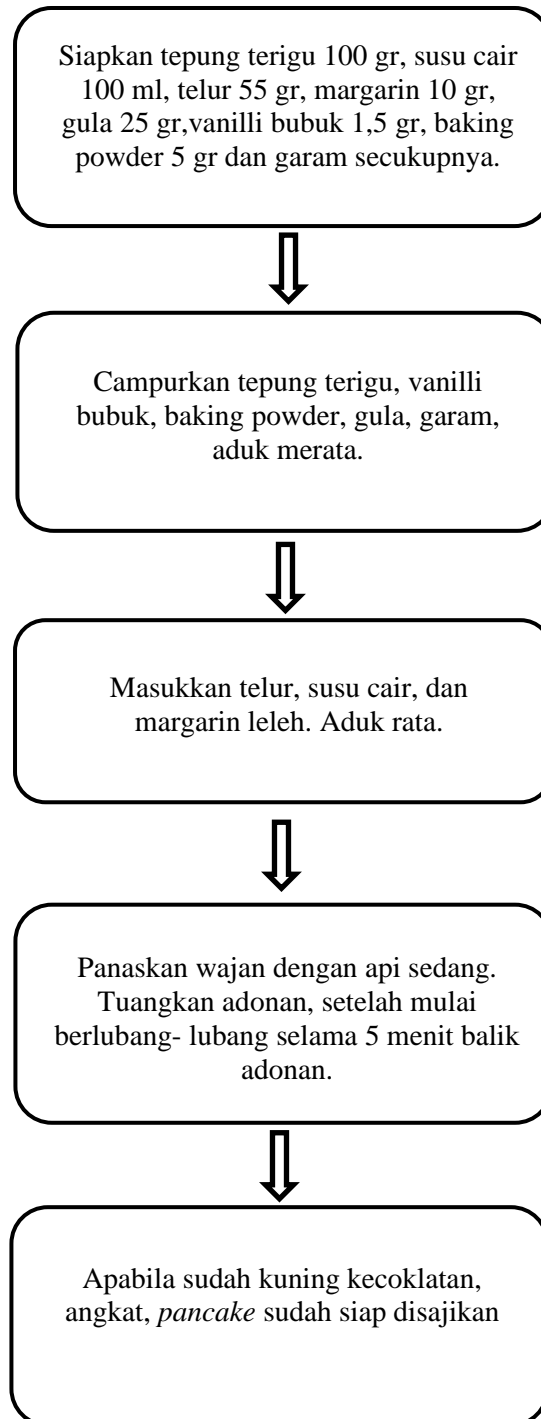 Siapkan tepung terigu 100 gr, susu cair
100 ml, telur 55 gr, margarin 10 gr,
gula 25 gr,vanilli bubuk 1,5 gr, baking
powder 5 gr dan garam secukupnya.
Campurkan tepung terigu, vanilli
bubuk, baking powder, gula, garam,
aduk merata.
Masukkan telur, susu cair, dan
margarin leleh. Aduk rata.
Panaskan wajan dengan api sedang.
Tuangkan adonan, setelah mulai
berlubang- lubang selama 5 menit balik
adonan.
Apabila sudah kuning kecoklatan,
angkat, pancake sudah siap disajikan